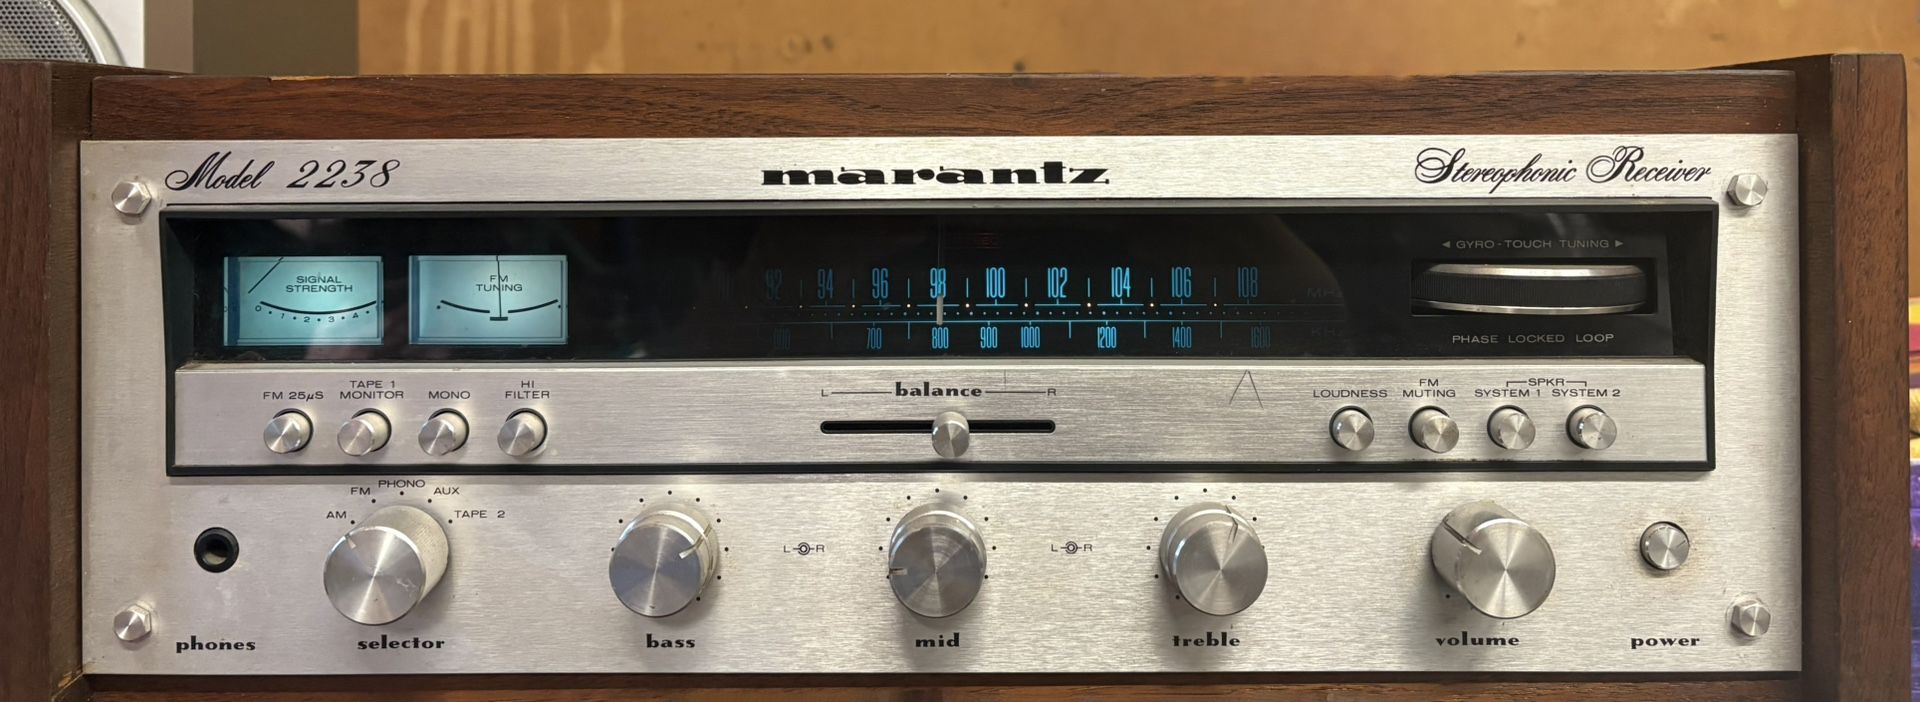 Model 2238
marantz
Stereophonic Receiver
SIGNAL
STRENGTH
0 1 2 3 4
FM
TUNING
92 94 96 98 100 102 104 106 108 MHz
700 800 900 1000 1200 1400 1600 KHz
◄ GYRO-TOUCH TUNING ►
PHASE LOCKED LOOP
FM 25µS
TAPE 1
MONITOR
MONO
HI
FILTER
L balance R
LOUDNESS
FM
MUTING
SPKR
SYSTEM 1 SYSTEM 2
AM FM PHONO AUX TAPE 2
L R
L R
phones
selector
bass
mid
treble
volume
power